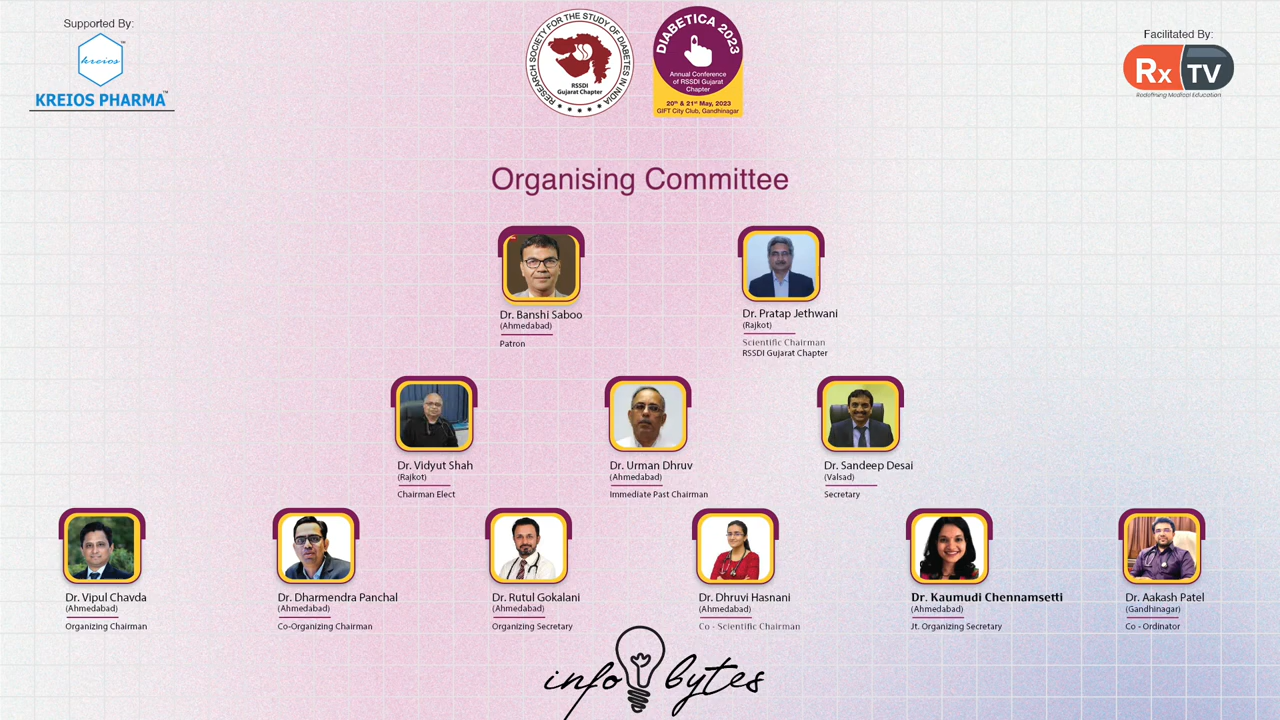 Supported By:
kreios
KREIOS PHARMA™
RESEARCH SOCIETY FOR THE STUDY OF DIABETES IN INDIA
RSSDI
Gujarat Chapter
DIABETICA 2023
Annual Conference
of RSSDI Gujarat
Chapter
20th & 21st May, 2023
GIFT City Club, Gandhinagar
Facilitated By:
Rx TV
Redefining Medical Education
Organising Committee
Dr. Banshi Saboo
(Ahmedabad)
Patron
Dr. Pratap Jethwani
(Rajkot)
Scientific Chairman
RSSDI Gujarat Chapter
Dr. Vidyut Shah
(Rajkot)
Chairman Elect
Dr. Urman Dhruv
(Ahmedabad)
Immediate Past Chairman
Dr. Sandeep Desai
(Valsad)
Secretary
Dr. Vipul Chavda
(Ahmedabad)
Organizing Chairman
Dr. Dharmendra Panchal
(Ahmedabad)
Co-Organizing Chairman
Dr. Rutul Gokalani
(Ahmedabad)
Organizing Secretary
Dr. Dhruvi Hasnani
(Ahmedabad)
Co - Scientific Chairman
Dr. Kaumudi Chennamsetti
(Ahmedabad)
Jt. Organizing Secretary
Dr. Aakash Patel
(Gandhinagar)
Co - Ordinator
info bytes